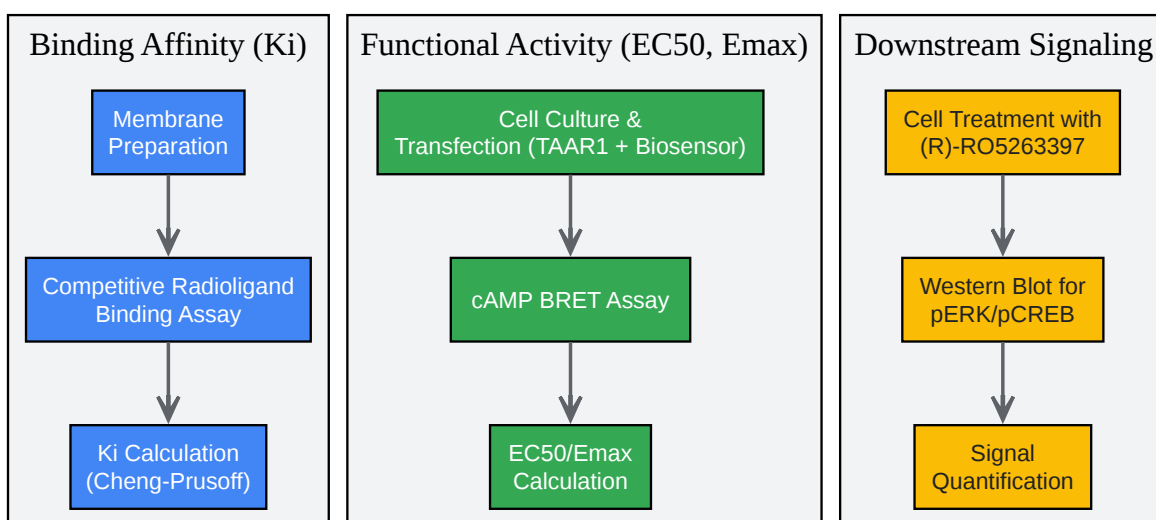 Binding Affinity (Ki)
Membrane
Preparation
Competitive Radioligand
Binding Assay
Ki Calculation
(Cheng-Prusoff)
Functional Activity (EC50, Emax)
Cell Culture &
Transfection (TAAR1 + Biosensor)
cAMP BRET Assay
EC50/Emax
Calculation
Downstream Signaling
Cell Treatment with
(R)-RO5263397
Western Blot for
pERK/pCREB
Signal
Quantification